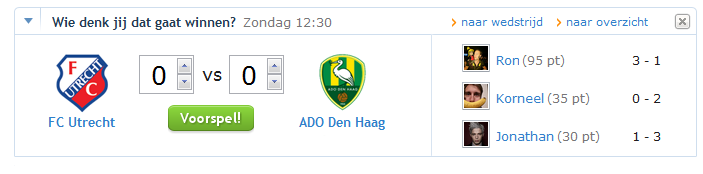 Wie denk jij dat gaat winnen? Zondag 12:30
naar wedstrijd naar overzicht
FC UTRECHT
0 vs 0
ADO DEN HAAG
Voorspel!
FC Utrecht
ADO Den Haag
Ron (95 pt) 3 - 1
Korneel (35 pt) 0 - 2
Jonathan (30 pt) 1 - 3